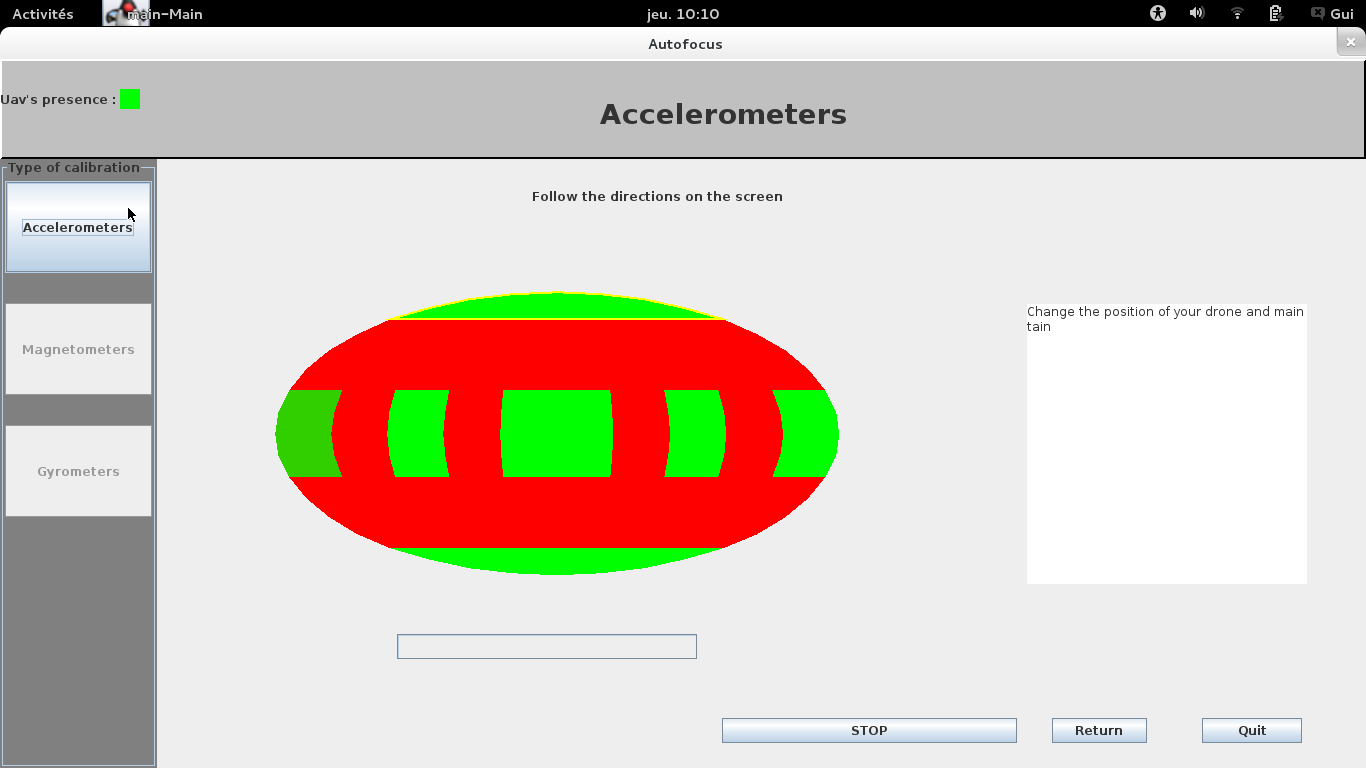 Activités
main-Main
jeu. 10:10
Gui
Autofocus
Uav's presence :
Accelerometers
Type of calibration
Accelerometers
Magnetometers
Gyrometers
Follow the directions on the screen
Change the position of your drone and main
tain
STOP
Return
Quit